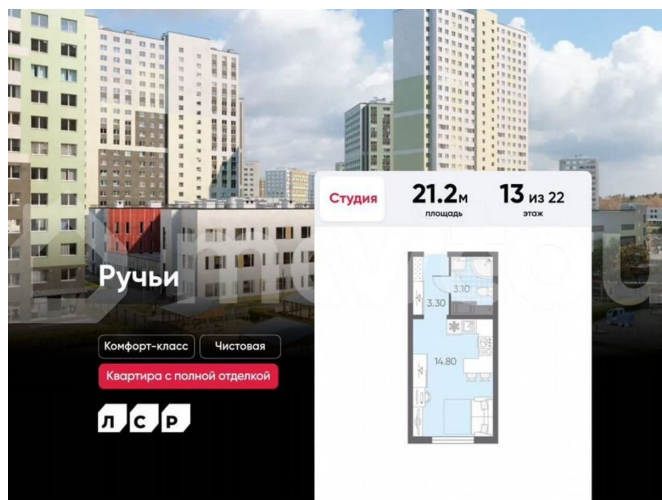 Студия
21.2м
площадь
13 из 22
этаж
Ручьи
3.10
3.30
14.80
Комфорт-класс
Чистовая
Квартира с полной отделкой
ЛСР